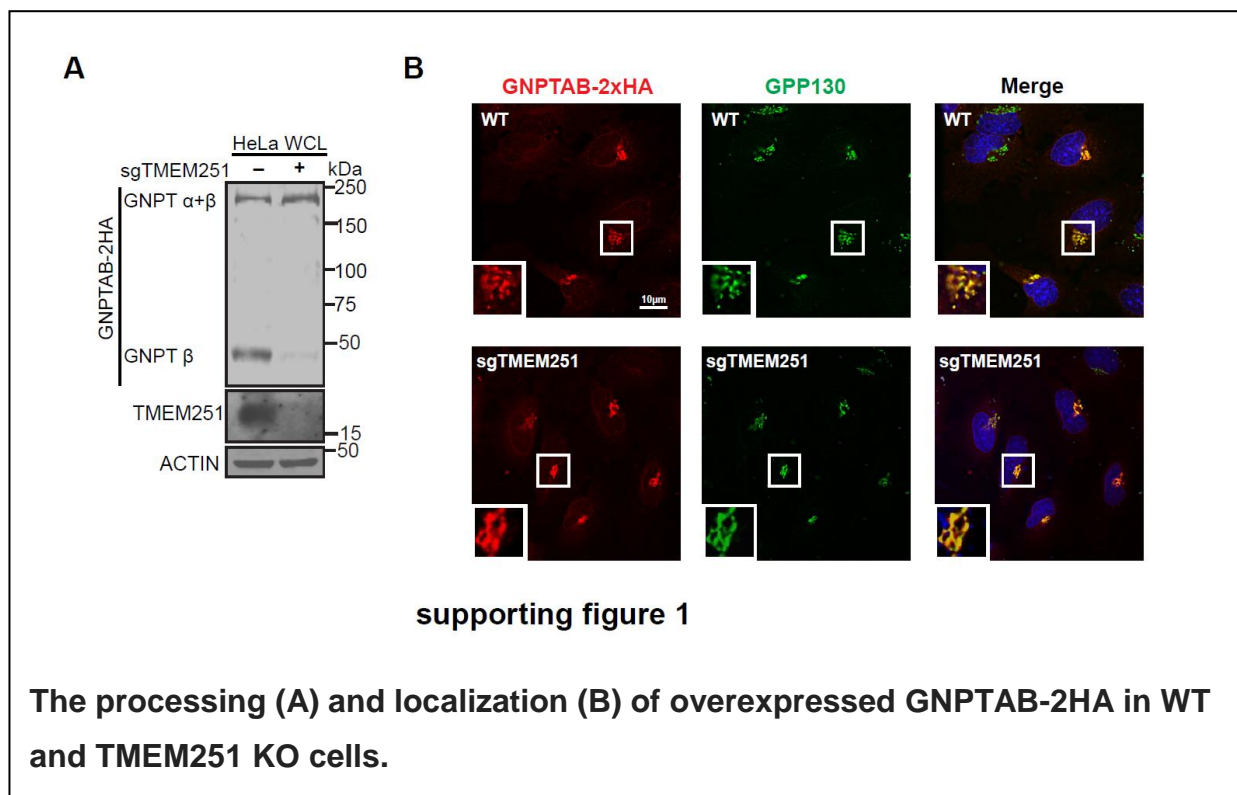 A
HeLa WCL
sgTMEM251 – + kDa
GNPTAB-2HA
GNPT α+β
250
150
100
75
50
GNPT β
TMEM251
15
50
ACTIN
B
GNPTAB-2xHA GPP130 Merge
WT WT WT
10μm
sgTMEM251 sgTMEM251 sgTMEM251
supporting figure 1
The processing (A) and localization (B) of overexpressed GNPTAB-2HA in WT
and TMEM251 KO cells.